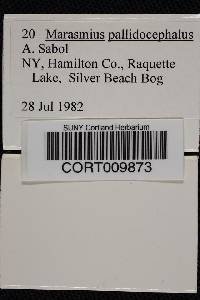 20 Marasmius pallidocephalus
A. Sabol
NY, Hamilton Co., Raquette
Lake, Silver Beach Bog
28 Jul 1982
SUNY Cortland Herbarium
CORT009873